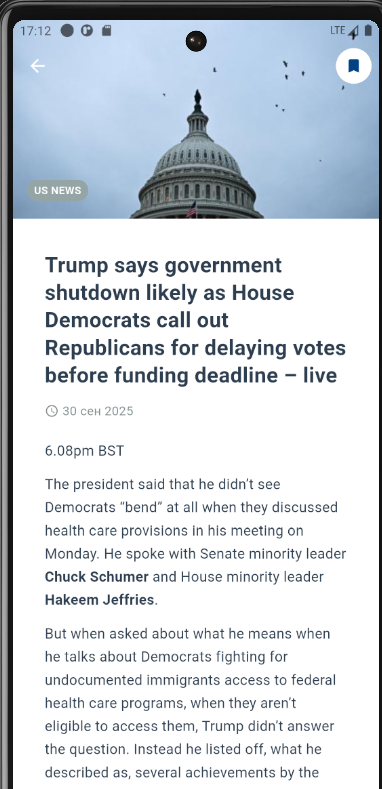 17:12
LTE
US NEWS
Trump says government
shutdown likely as House
Democrats call out
Republicans for delaying votes
before funding deadline – live
30 сен 2025
6.08pm BST
The president said that he didn’t see
Democrats “bend” at all when they discussed
health care provisions in his meeting on
Monday. He spoke with Senate minority leader
Chuck Schumer and House minority leader
Hakeem Jeffries.
But when asked about what he means when
he talks about Democrats fighting for
undocumented immigrants access to federal
health care programs, when they aren’t
eligible to access them, Trump didn’t answer
the question. Instead he listed off, what he
described as, several achievements by the